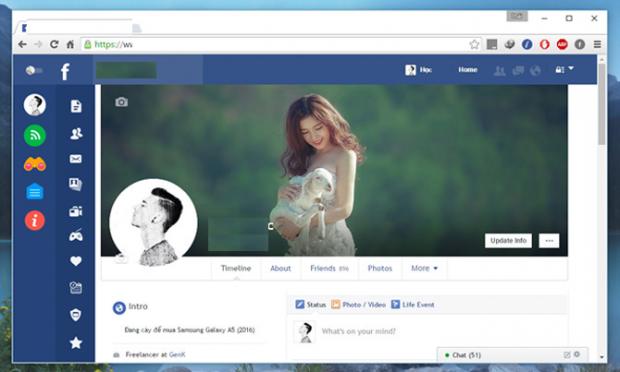 https://w
f
Học Home
Update Info ...
Timeline About Friends 896 Photos More
Intro
Status Photo / Video Life Event
Đang cày để mua Samsung Galaxy A5 (2016)
What's on your mind?
Freelancer at GenK
Chat (51)